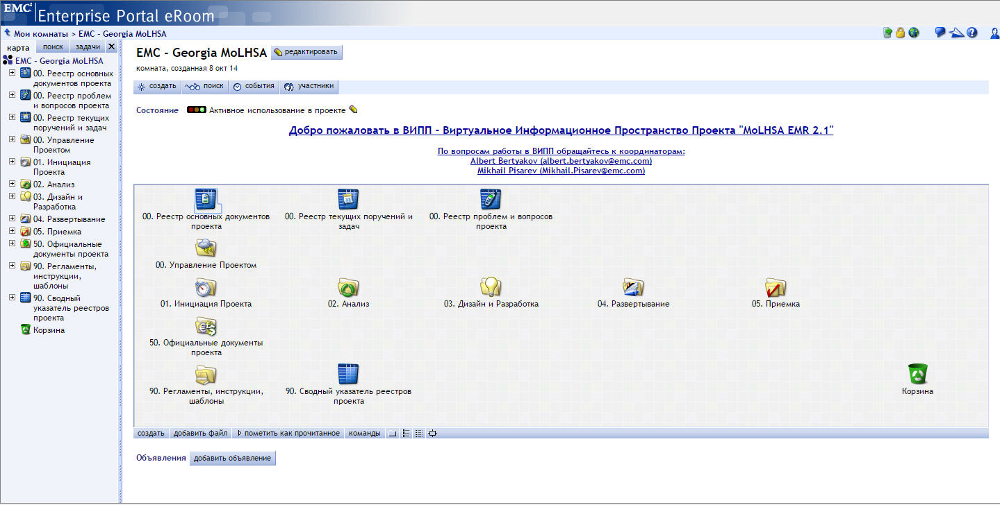 EMC²
Enterprise Portal eRoom
Мои комнаты > EMC - Georgia MoLHSA
карта поиск задачи X
EMC - Georgia MoLHSA
00. Реестр основных
документов проекта
00. Реестр проблем
и вопросов проекта
00. Реестр текущих
поручений и задач
00. Управление
Проектом
01. Инициация
Проекта
02. Анализ
03. Дизайн и
Разработка
04. Развертывание
05. Приемка
50. Официальные
документы проекта
90. Регламенты,
инструкции,
шаблоны
90. Сводный
указатель реестров
проекта
Корзина
EMC - Georgia MoLHSA редактировать
комната, созданная 8 окт 14
создать поиск события участники
Состояние Активное использование в проекте
Добро пожаловать в ВИПП - Виртуальное Информационное Пространство Проекта "MoLHSA EMR 2.1"
По вопросам работы в ВИПП обращайтесь к координаторам:
Albert Bertyakov (albert.bertyakov@emc.com)
Mikhail Pisarev (Mikhail.Pisarev@emc.com)
00. Реестр основных документов
проекта
00. Реестр текущих поручений и
задач
00. Реестр проблем и вопросов
проекта
00. Управление Проектом
01. Инициация Проекта
02. Анализ
03. Дизайн и Разработка
04. Развертывание
05. Приемка
50. Официальные документы
проекта
90. Регламенты, инструкции,
шаблоны
90. Сводный указатель реестров
проекта
Корзина
создать добавить файл пометить как прочитанное команды
Объявления добавить объявление